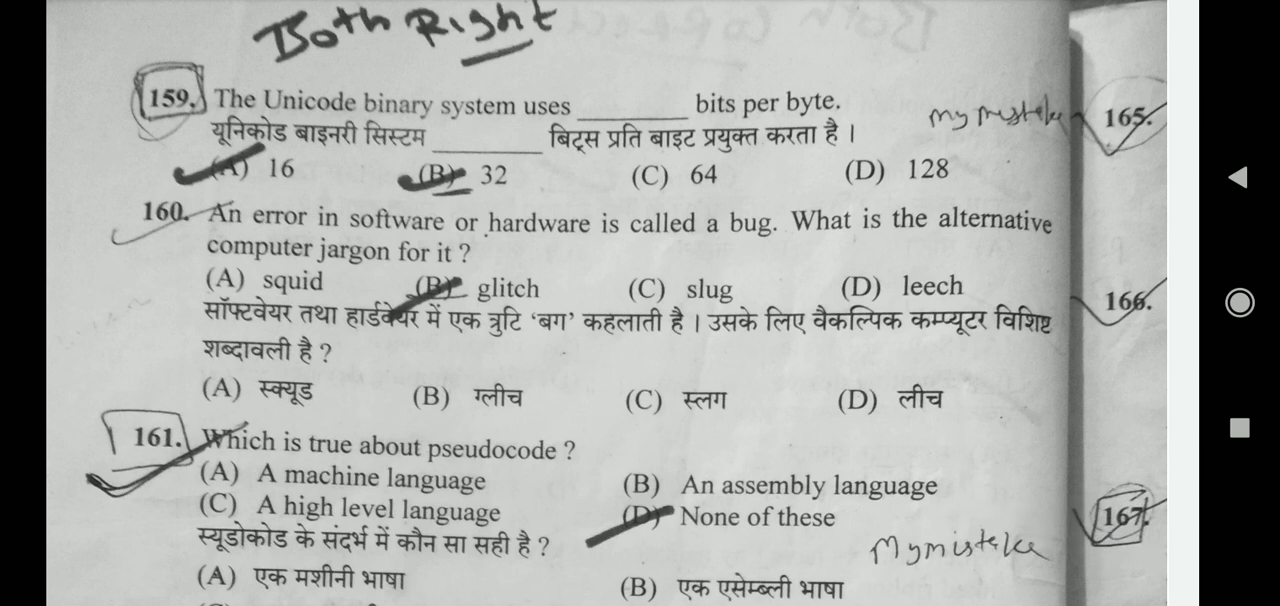 Both Right
159. The Unicode binary system uses ________ bits per byte.
यूनिकोड बाइनरी सिस्टम ________ बिट्स प्रति बाइट प्रयुक्त करता है ।
my mistake
165.
(A) 16 (B) 32 (C) 64 (D) 128
160. An error in software or hardware is called a bug. What is the alternative
computer jargon for it ?
(A) squid (B) glitch (C) slug (D) leech
166.
सॉफ्टवेयर तथा हार्डवेयर में एक त्रुटि ‘बग’ कहलाती है । उसके लिए वैकल्पिक कम्प्यूटर विशिष्ट
शब्दावली है ?
(A) स्क्यूड (B) ग्लीच (C) स्लग (D) लीच
161. Which is true about pseudocode ?
(A) A machine language (B) An assembly language
(C) A high level language (D) None of these
167.
स्यूडोकोड के संदर्भ में कौन सा सही है ?
My mistake
(A) एक मशीनी भाषा (B) एक एसेम्ब्ली भाषा